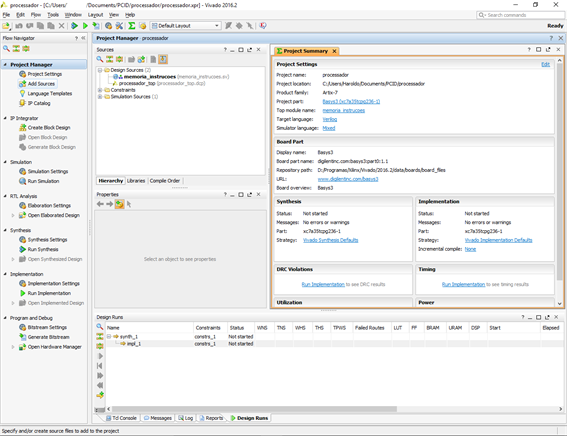 processador - [C:/Users/ /Documents/PCID/processador/processador.xpr] - Vivado 2016.2
File Edit Tools Window Layout View Help
Search commands
Default Layout
Ready
Flow Navigator
Project Manager
Project Settings
Add Sources
Language Templates
IP Catalog
IP Integrator
Create Block Design
Open Block Design
Generate Block Design
Simulation
Simulation Settings
Run Simulation
RTL Analysis
Elaboration Settings
Open Elaborated Design
Synthesis
Synthesis Settings
Run Synthesis
Open Synthesized Design
Implementation
Implementation Settings
Run Implementation
Open Implemented Design
Program and Debug
Bitstream Settings
Generate Bitstream
Open Hardware Manager
Project Manager - processador
Sources
Design Sources (2)
memoria_instrucoes (memoria_instrucoes.sv)
processador_top (processador_top.dcp)
Constraints
Simulation Sources
Hierarchy Libraries Compile Order
Properties
Select an object to see properties
Project Summary
Project Settings Edit
Project name: processador
Project location: C:/Users/Haroldo/Documents/PCID/processador
Product family: Artix-7
Project part: Basys3 (xc7a35tcpg236-1)
Top module name: memoria_instrucoes
Target language: Verilog
Simulator language: Mixed
Board Part
Display name: Basys3
Board part name: digilentinc.com:basys3:part0:1.1
Repository path: D:/Programas/Xilinx/Vivado/2016.2/data/boards/board_files
URL: www.digilentinc.com/basys3
Board overview: Basys3
Synthesis
Status: Not started
Messages: No errors or warnings
Part: xc7a35tcpg236-1
Strategy: Vivado Synthesis Defaults
Implementation
Status: Not started
Messages: No errors or warnings
Part: xc7a35tcpg236-1
Strategy: Vivado Implementation Defaults
Incremental compile: None
DRC Violations
Run Implementation to see DRC results
Timing
Run Implementation to see timing results
Utilization
Power
Design Runs
Name Constraints Status WNS TNS WHS THS TPWS Failed Routes LUT FF BRAM URAM DSP Start Elapsed
synth_1 constrs_1 Not started
impl_1 constrs_1 Not started
Tcl Console Messages Log Reports Design Runs
Specify and/or create source files to add to the project